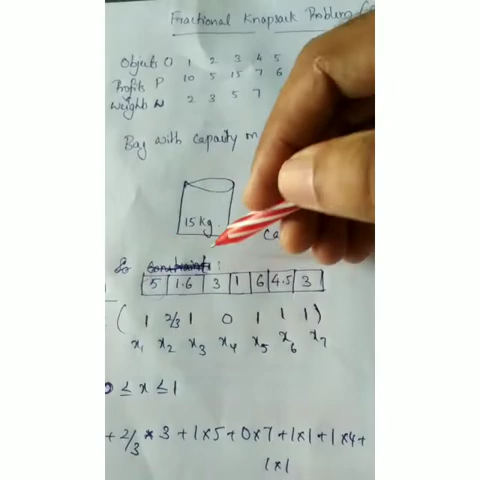 Fractional Knapsack Problem
Objects O 1 2 3 4 5
Profits P 10 5 15 7 6
Weights W 2 3 5 7
Bag with capacity m
15 kg.
So constraint :
5 1.6 3 1 6 4.5 3
( 1 2/3 1 0 1 1 1 )
x1 x2 x3 x4 x5 x6 x7
0 ≤ x ≤ 1
+ 2/3 * 3 + 1×5 + 0×7 + 1×1 + 1×4 +
1×1